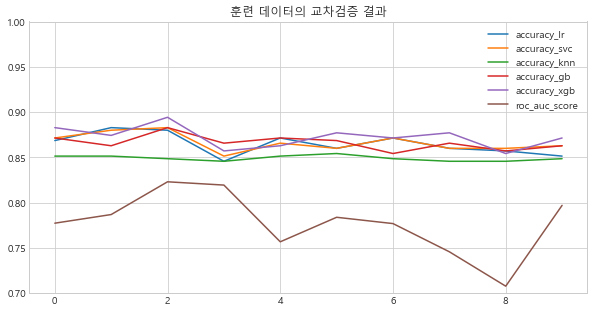 훈련 데이터의 교차검증 결과
1.00
0.95
0.90
0.85
0.80
0.75
0.70
0
2
4
6
8
accuracy_lr
accuracy_svc
accuracy_knn
accuracy_gb
accuracy_xgb
roc_auc_score